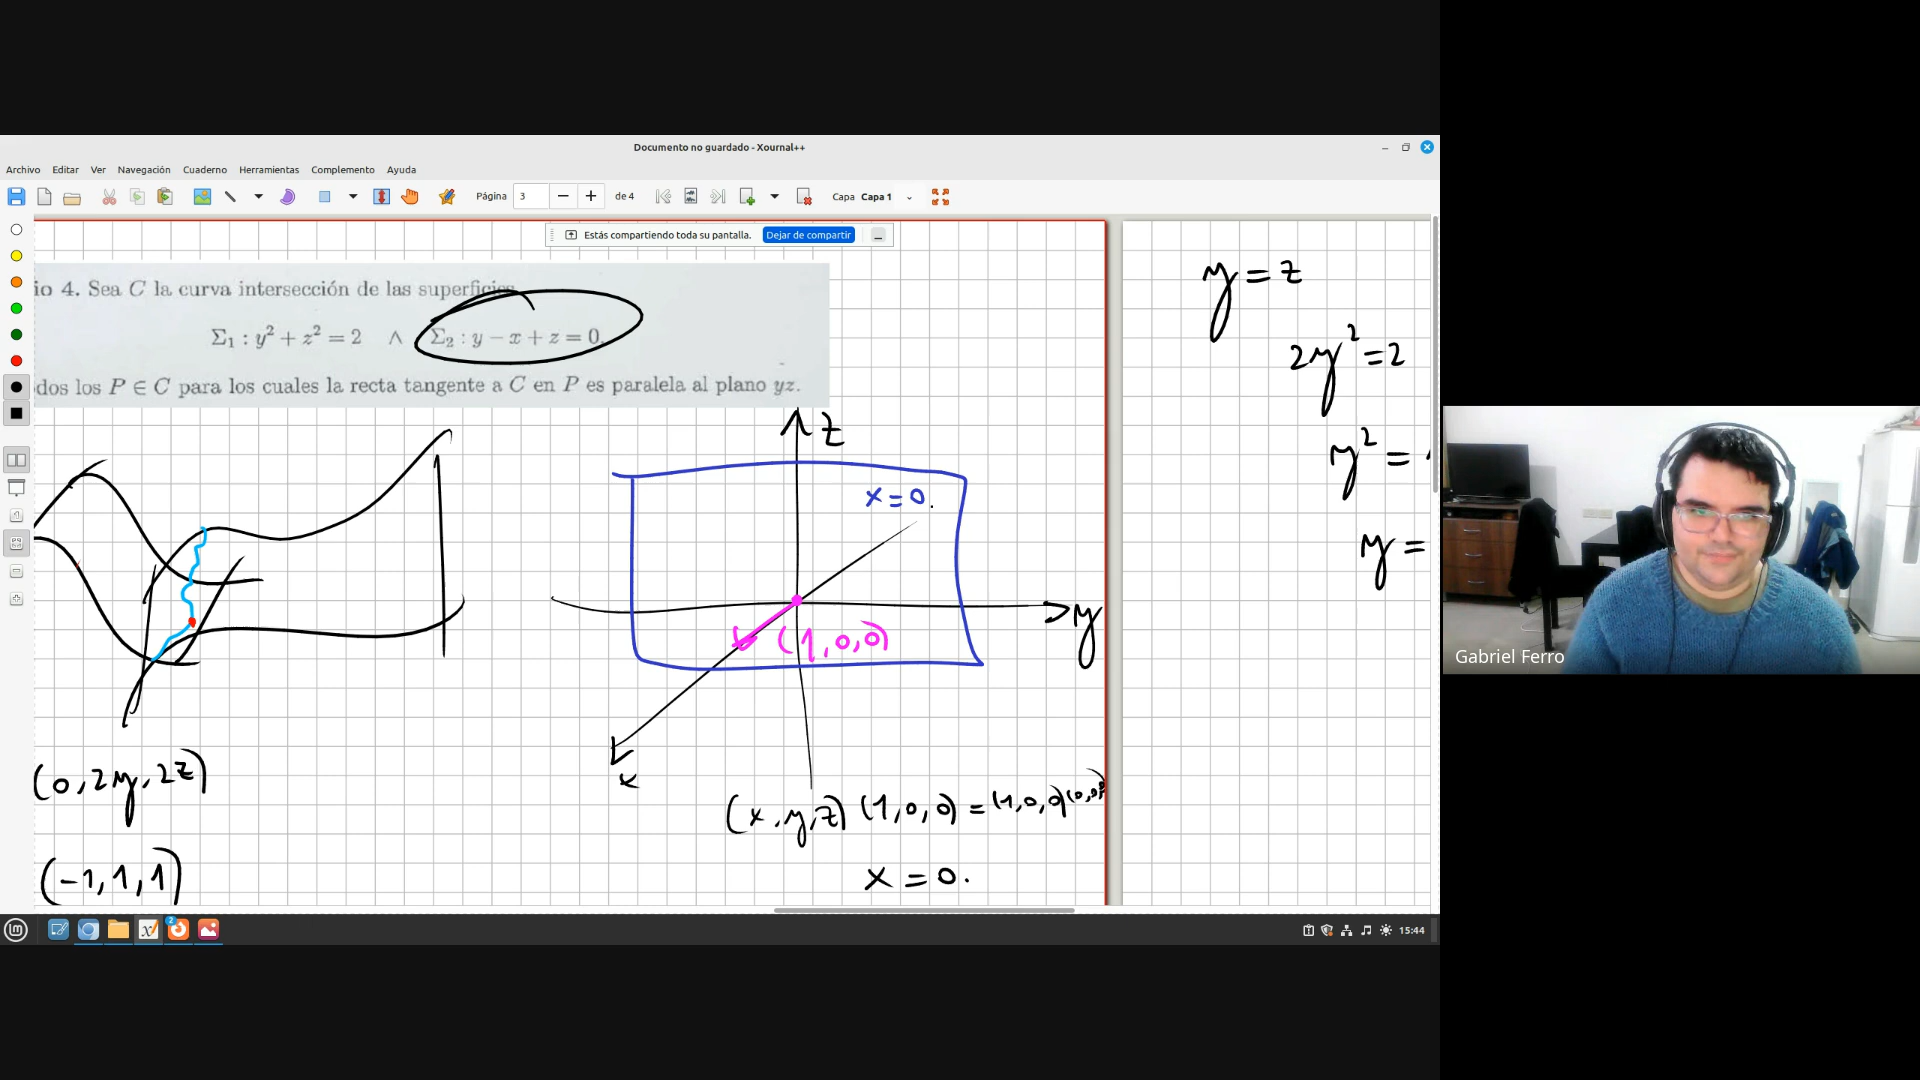 Documento no guardado - Xournal++
Archivo Editar Ver Navegación Cuaderno Herramientas Complemento Ayuda
Página 3 de 4 Capa Capa 1
Estás compartiendo toda su pantalla. Dejar de compartir
io 4. Sea C la curva intersección de las superficies
Σ₁ : y² + z² = 2 ∧ Σ₂ : y − x + z = 0.
dos los P ∈ C para los cuales la recta tangente a C en P es paralela al plano yz.
z
x = 0.
y
(1, 0, 0)
x
(0, 2y, 2z)
(-1, 1, 1)
(x, y, z) (1, 0, 0) = (1, 0, 0) (0, 0, 0)
x = 0.
y = z
2y² = 2
y² =
y =
Gabriel Ferro
2
15:44